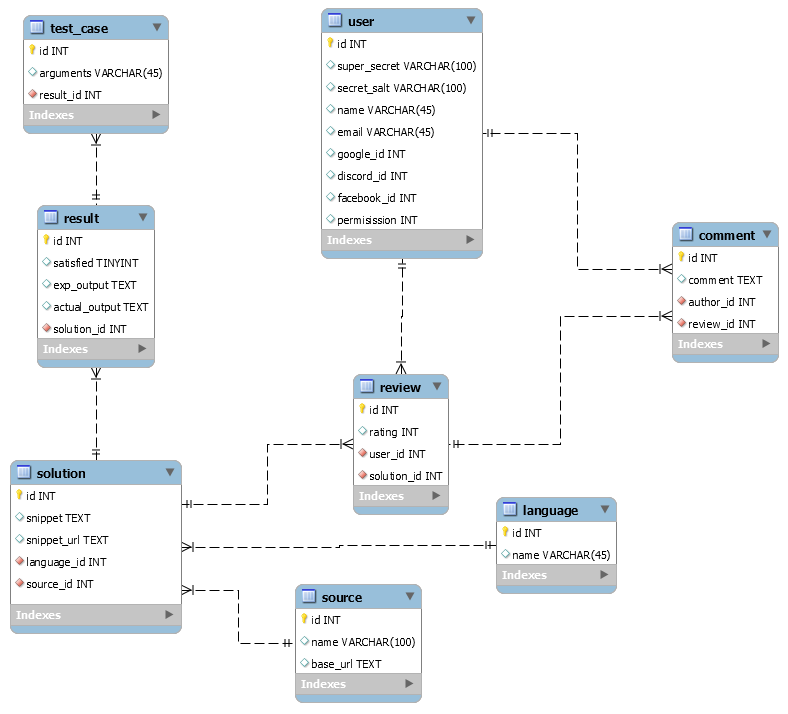 test_case
id INT
arguments VARCHAR(45)
result_id INT
Indexes
user
id INT
super_secret VARCHAR(100)
secret_salt VARCHAR(100)
name VARCHAR(45)
email VARCHAR(45)
google_id INT
discord_id INT
facebook_id INT
permisission INT
Indexes
result
id INT
satisfied TINYINT
exp_output TEXT
actual_output TEXT
solution_id INT
Indexes
comment
id INT
comment TEXT
author_id INT
review_id INT
Indexes
review
id INT
rating INT
user_id INT
solution_id INT
Indexes
solution
id INT
snippet TEXT
snippet_url TEXT
language_id INT
source_id INT
Indexes
language
id INT
name VARCHAR(45)
Indexes
source
id INT
name VARCHAR(100)
base_url TEXT
Indexes